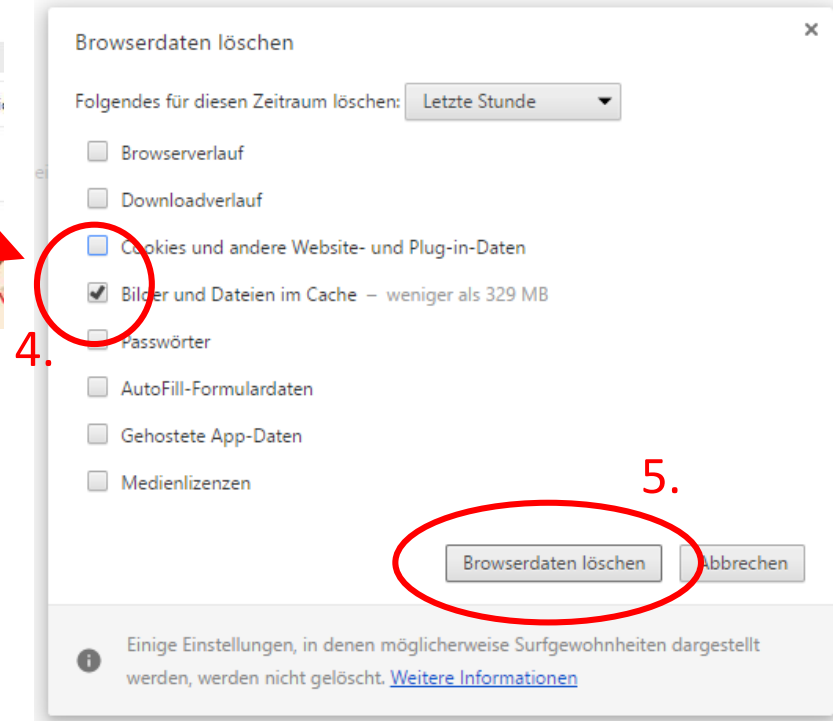 Browserdaten löschen
Folgendes für diesen Zeitraum löschen: Letzte Stunde
Browserverlauf
Downloadverlauf
Cookies und andere Website- und Plug-in-Daten
Bilder und Dateien im Cache – weniger als 329 MB
4.
Passwörter
AutoFill-Formulardaten
Gehostete App-Daten
Medienlizenzen
5.
Browserdaten löschen Abbrechen
Einige Einstellungen, in denen möglicherweise Surfgewohnheiten dargestellt
werden, werden nicht gelöscht. Weitere Informationen